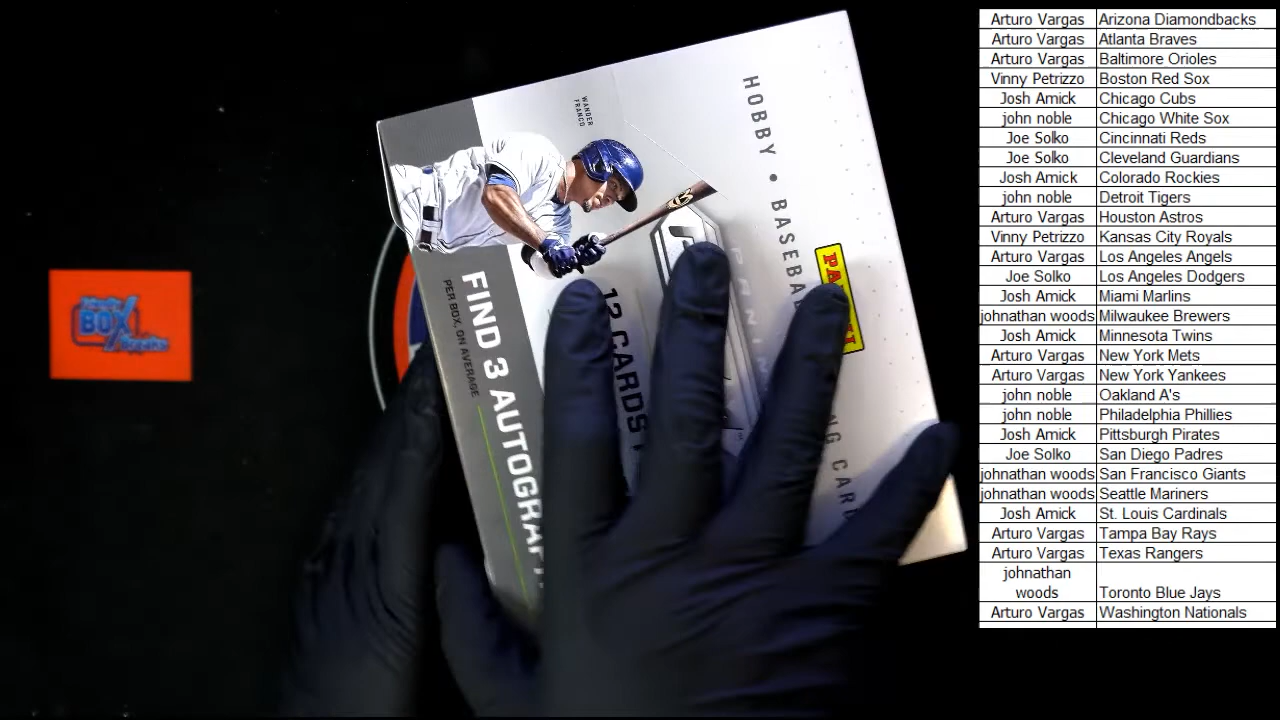 WANDER
FRANCO
HOBBY • BASEBA
PANINI
FIND 3 AUTOGRAP
PER BOX, ON AVERAGE
12 CARDS
NG CARD
BOX
Arturo Vargas Arizona Diamondbacks
Arturo Vargas Atlanta Braves
Arturo Vargas Baltimore Orioles
Vinny Petrizzo Boston Red Sox
Josh Amick Chicago Cubs
john noble Chicago White Sox
Joe Solko Cincinnati Reds
Joe Solko Cleveland Guardians
Josh Amick Colorado Rockies
john noble Detroit Tigers
Arturo Vargas Houston Astros
Vinny Petrizzo Kansas City Royals
Arturo Vargas Los Angeles Angels
Joe Solko Los Angeles Dodgers
Josh Amick Miami Marlins
johnathan woods Milwaukee Brewers
Josh Amick Minnesota Twins
Arturo Vargas New York Mets
Arturo Vargas New York Yankees
john noble Oakland A's
john noble Philadelphia Phillies
Josh Amick Pittsburgh Pirates
Joe Solko San Diego Padres
johnathan woods San Francisco Giants
johnathan woods Seattle Mariners
Josh Amick St. Louis Cardinals
Arturo Vargas Tampa Bay Rays
Arturo Vargas Texas Rangers
johnathan
woods Toronto Blue Jays
Arturo Vargas Washington Nationals